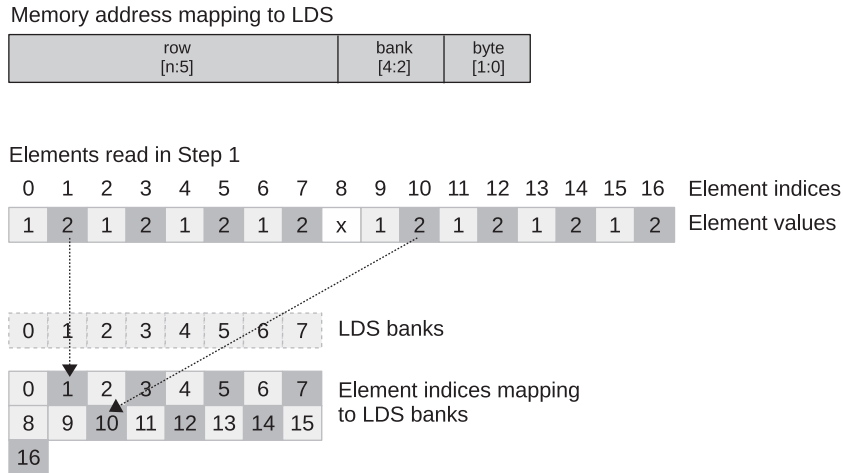 Memory address mapping to LDS
row bank byte
[n:5] [4:2] [1:0]
Elements read in Step 1
0 1 2 3 4 5 6 7 8 9 10 11 12 13 14 15 16 Element indices
1 2 1 2 1 2 1 2 x 1 2 1 2 1 2 1 2 Element values
0 1 2 3 4 5 6 7 LDS banks
0 1 2 3 4 5 6 7 Element indices mapping
8 9 10 11 12 13 14 15 to LDS banks
16